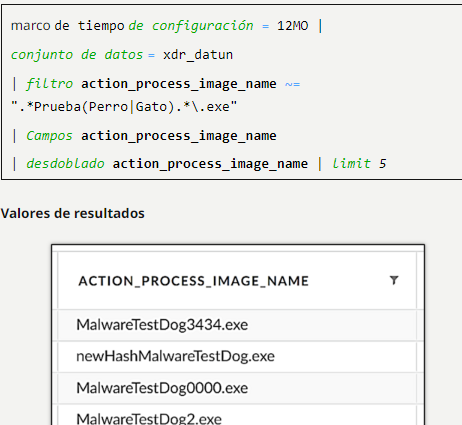 marco de tiempo de configuración = 12MO |
conjunto de datos = xdr_datun
| filtro action_process_image_name ~=
".*Prueba(Perro|Gato).*\.exe"
| Campos action_process_image_name
| desdoblado action_process_image_name | limit 5
Valores de resultados
ACTION_PROCESS_IMAGE_NAME
MalwareTestDog3434.exe
newHashMalwareTestDog.exe
MalwareTestDog0000.exe
MalwareTestDog2.exe